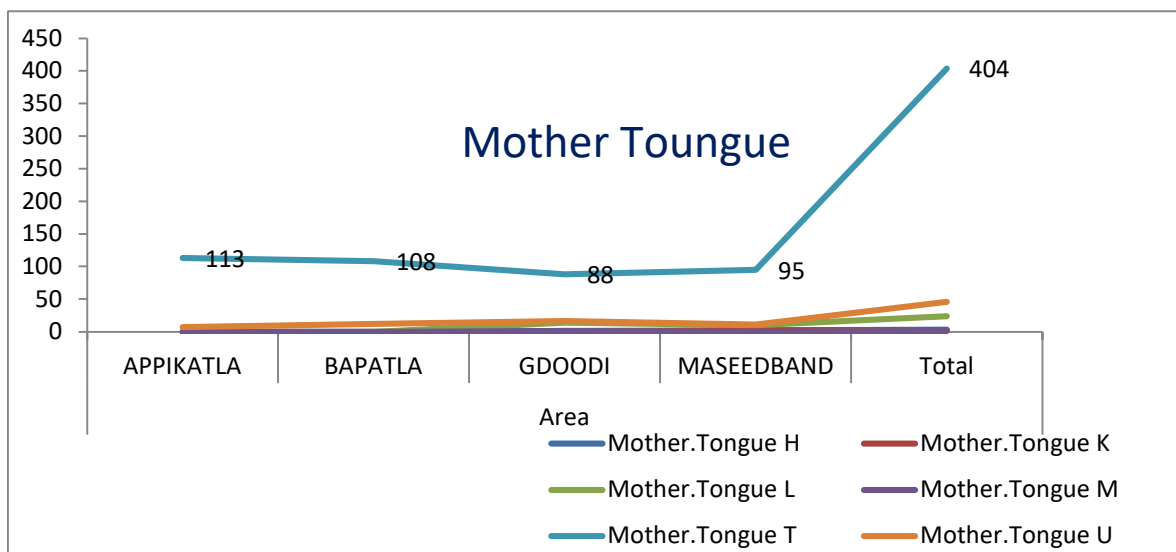 450
400
350
300
250
200
150
100
50
0
Mother Toungue
404
113
108
88
95
APPIKATLA BAPATLA GDOODI MASEEDBAND Total
Area
Mother.Tongue H Mother.Tongue K
Mother.Tongue L Mother.Tongue M
Mother.Tongue T Mother.Tongue U